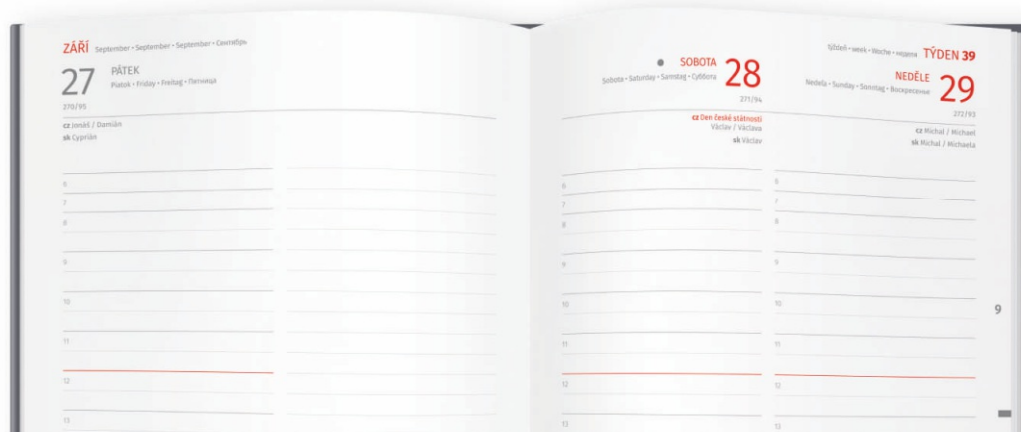 ZÁŘÍ September • September • September • Сентябрь
27 PÁTEK
Piatok • Friday • Freitag • Пятница
270/95
cz Jonáš / Damián
sk Cyprián
6
7
8
9
10
11
12
13
SOBOTA 28
Sobota • Saturday • Samstag • Суббота
271/94
cz Den české státnosti
Václav / Václava
sk Václav
6
7
8
9
10
11
12
13
Týždeň • week • Woche • неделя TÝDEN 39
NEDĚLE 29
Nedeľa • Sunday • Sonntag • Воскресенье
272/93
cz Michal / Michael
sk Michal / Michaela
6
7
8
9
10
11
12
13
9